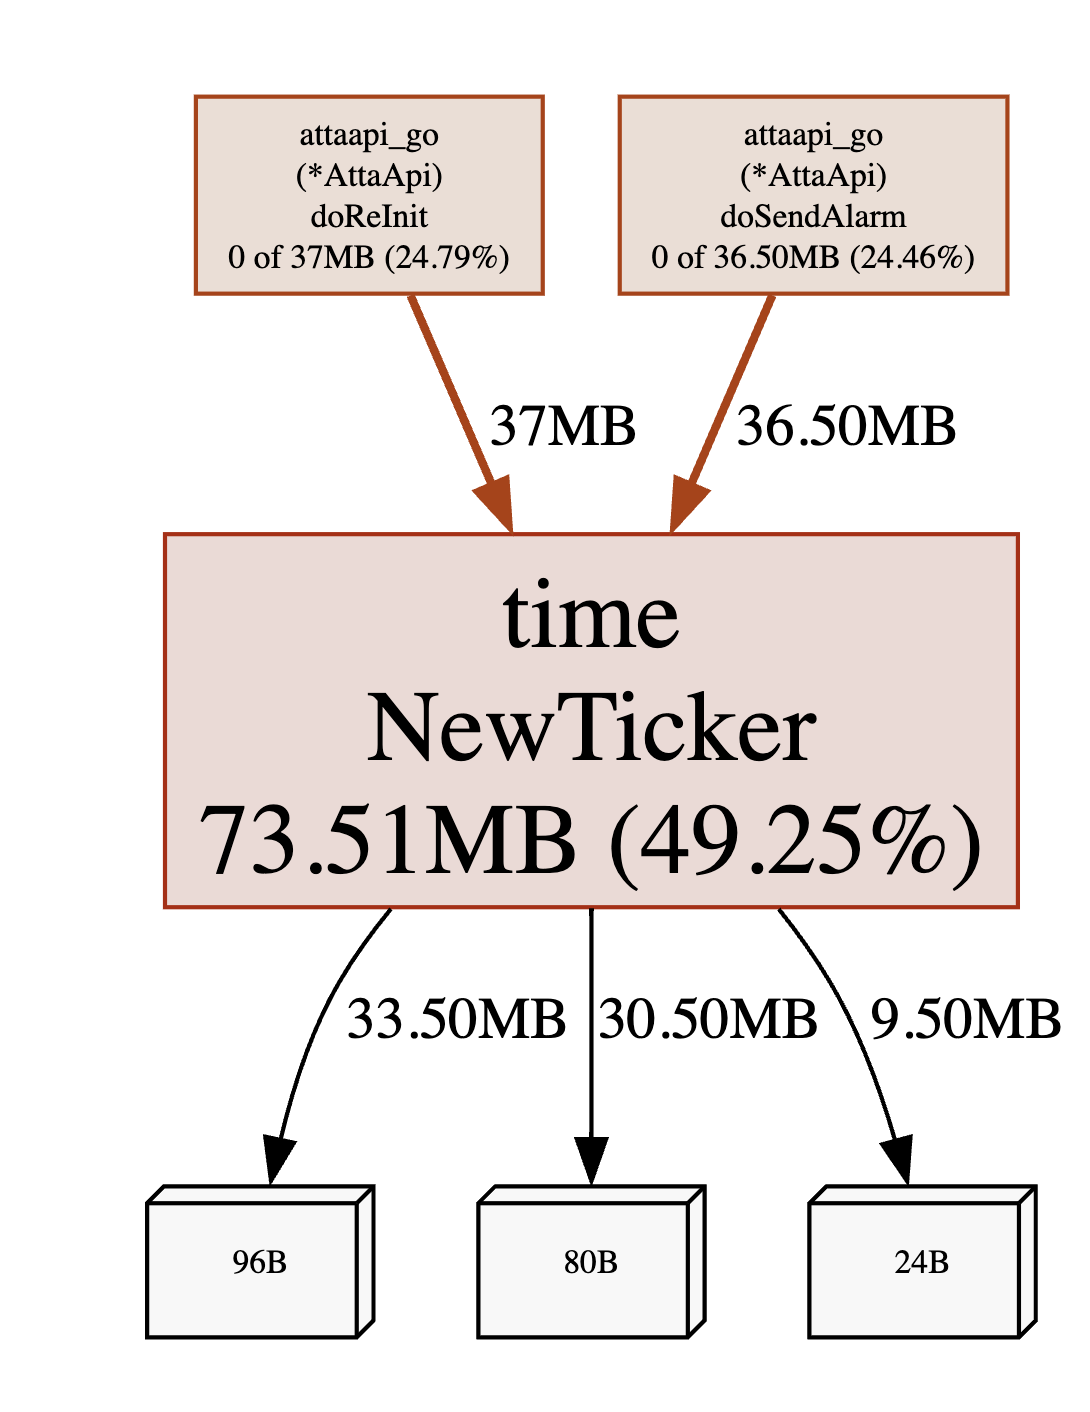 attaapi_go
(*AttaApi)
doReInit
0 of 37MB (24.79%)
attaapi_go
(*AttaApi)
doSendAlarm
0 of 36.50MB (24.46%)
37MB
36.50MB
time
NewTicker
73.51MB (49.25%)
33.50MB
30.50MB
9.50MB
96B
80B
24B